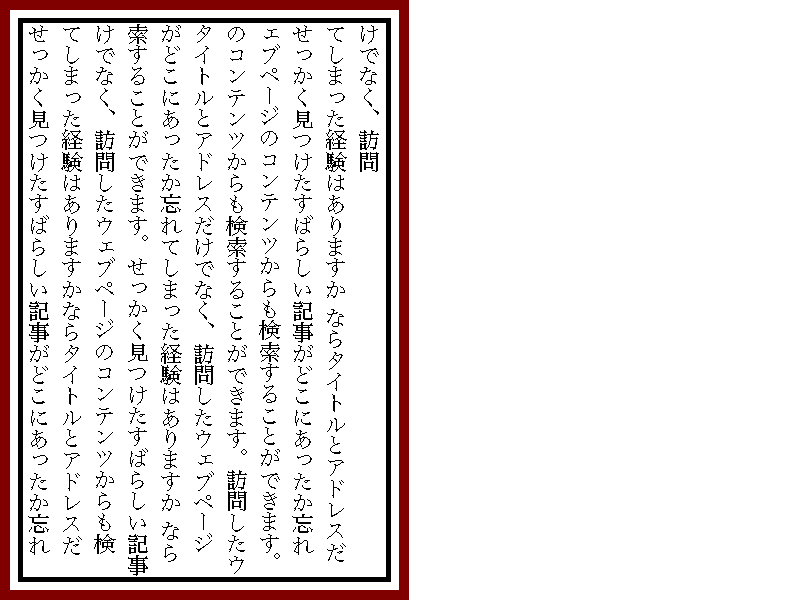 せっかく見つけたすばらしい記事がどこにあったか忘れ
てしまった経験はありますかならタイトルとアドレスだ
けでなく、訪問したウェブページのコンテンツからも検
索することができます。せっかく見つけたすばらしい記事
がどこにあったか忘れてしまった経験はありますか なら
タイトルとアドレスだけでなく、訪問したウェブページ
のコンテンツからも検索することができます。訪問したウ
ェブページのコンテンツからも検索することができます。
せっかく見つけたすばらしい記事がどこにあったか忘れ
てしまった経験はありますか ならタイトルとアドレスだ
けでなく、訪問